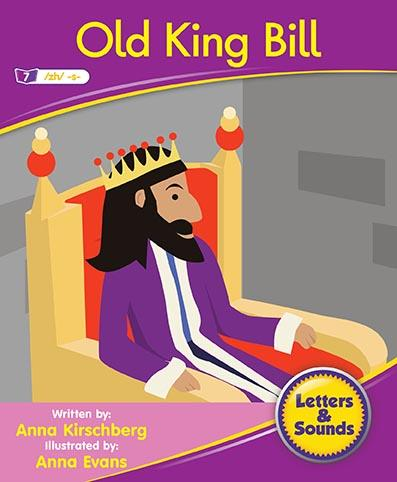 Old King Bill
7 /zh/ -s-
Written by:
Anna Kirschberg
Illustrated by:
Anna Evans
Letters
&
Sounds